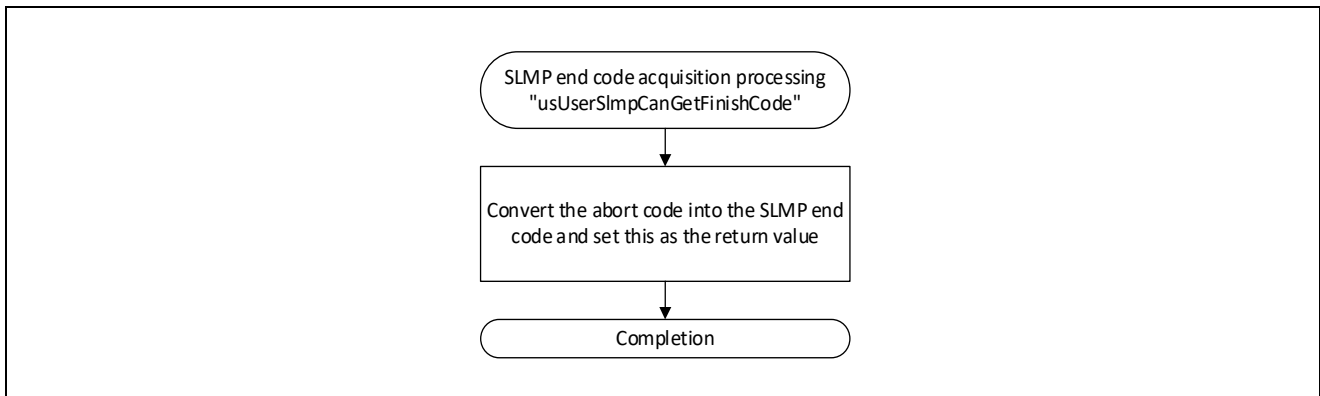 SLMP end code acquisition processing
"usUserSlmpCanGetFinishCode"
Convert the abort code into the SLMP end
code and set this as the return value
Completion